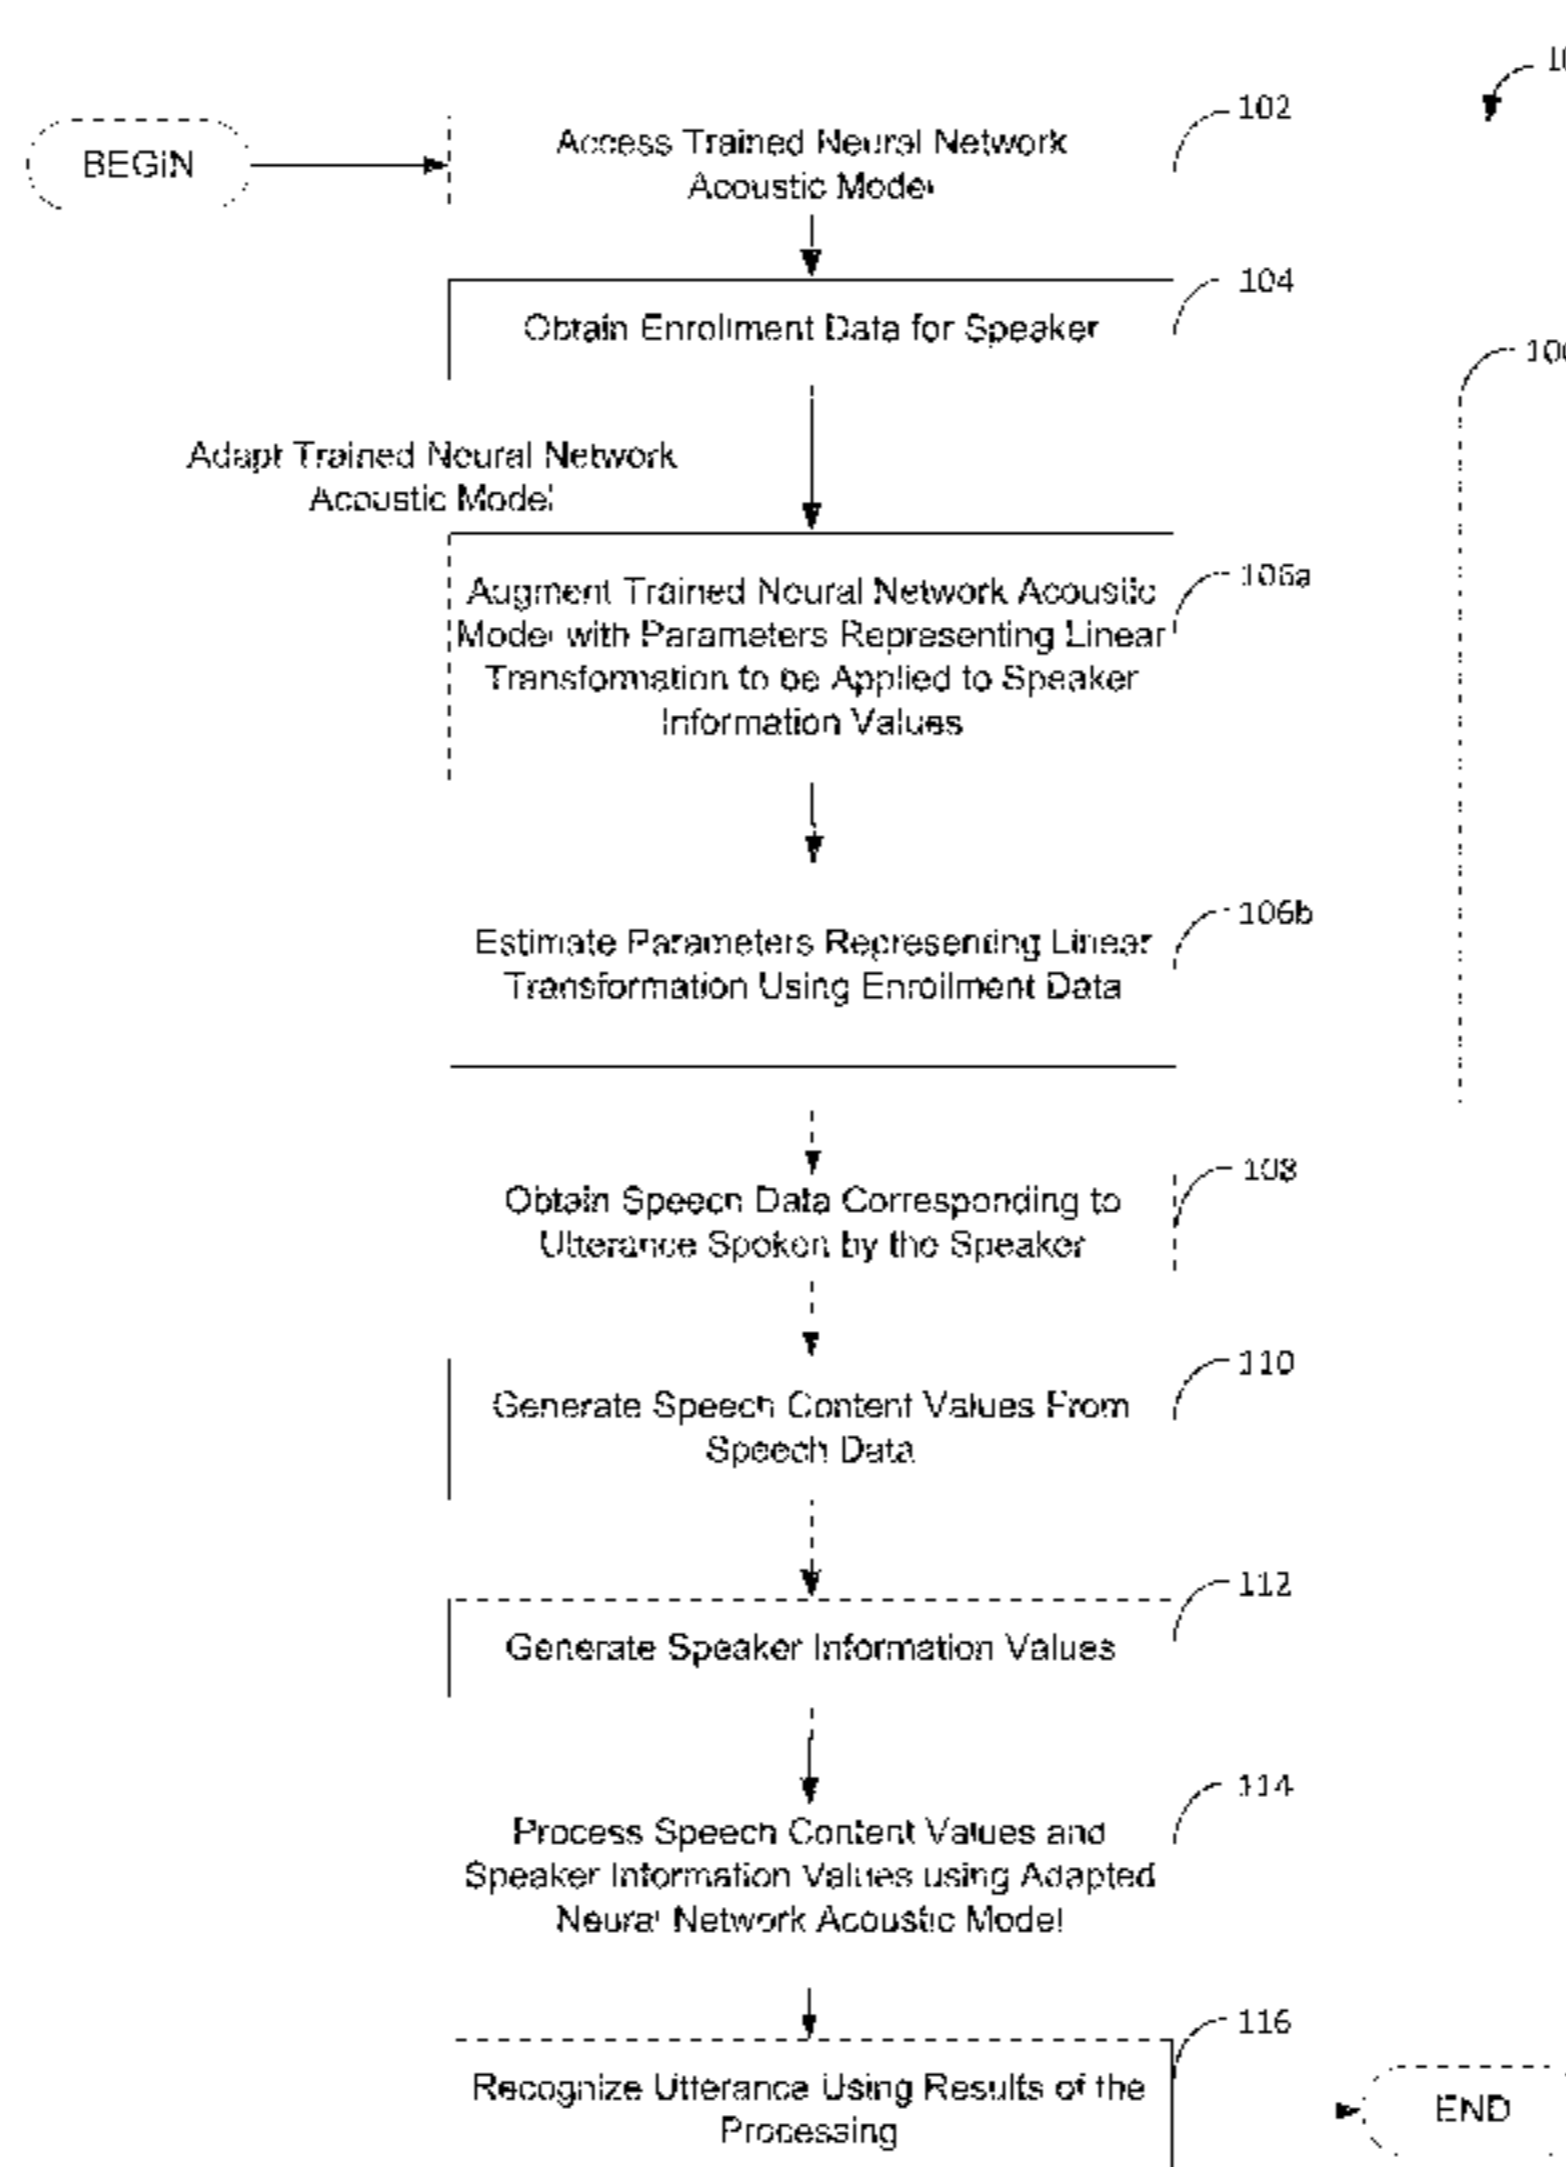 10
102
BEGIN
Access Trained Neural Network
Acoustic Model
104
Obtain Enrollment Data for Speaker
106
Adapt Trained Neural Network
Acoustic Model
106a
Augment Trained Neural Network Acoustic
Model with Parameters Representing Linear
Transformation to be Applied to Speaker
Information Values
106b
Estimate Parameters Representing Linear
Transformation Using Enrollment Data
108
Obtain Speech Data Corresponding to
Utterance Spoken by the Speaker
110
Generate Speech Content Values From
Speech Data
112
Generate Speaker Information Values
114
Process Speech Content Values and
Speaker Information Values using Adapted
Neural Network Acoustic Model
116
Recognize Utterance Using Results of the
Processing
END